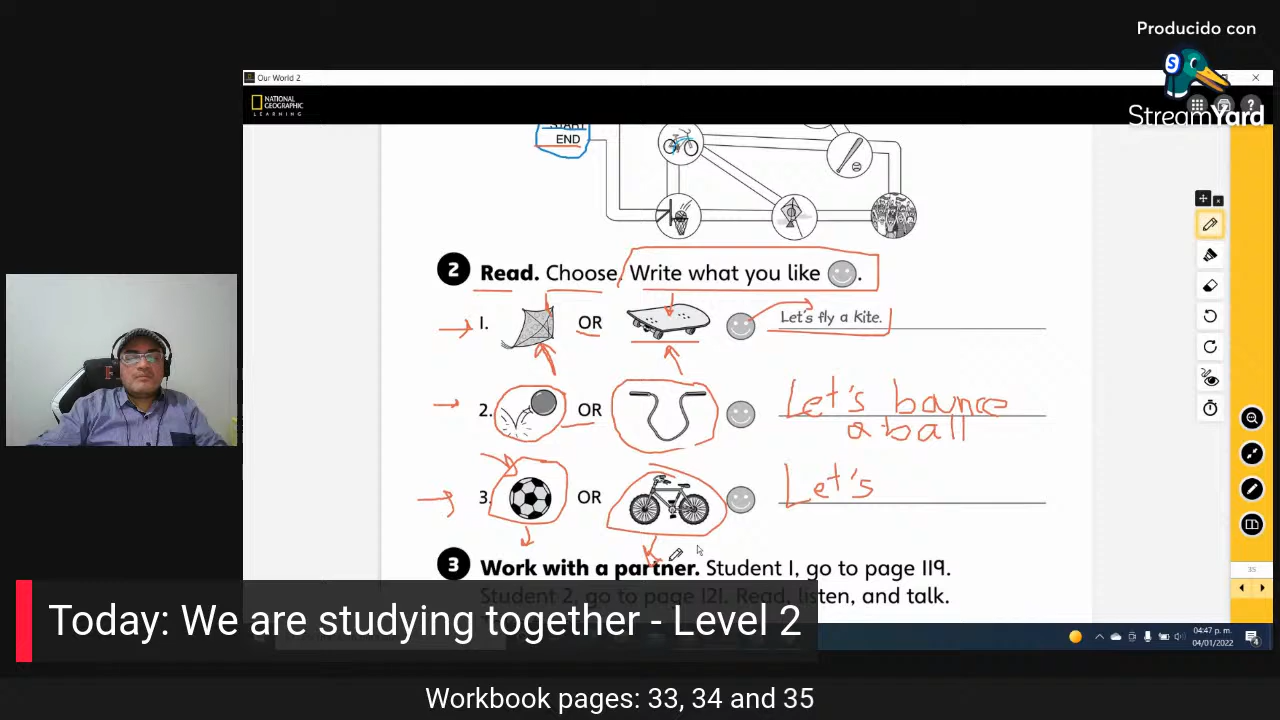 Producido con
StreamYard
Our World 2
NATIONAL
GEOGRAPHIC
LEARNING
START
END
2 Read. Choose. Write what you like.
1. OR Let's fly a kite.
2. OR Let's bounce
a ball
3. OR Let's
3 Work with a partner. Student 1, go to page 119.
Student 2, go to page 121. Read, listen, and talk.
35
Today: We are studying together - Level 2
04:47 p. m.
04/01/2022
Workbook pages: 33, 34 and 35